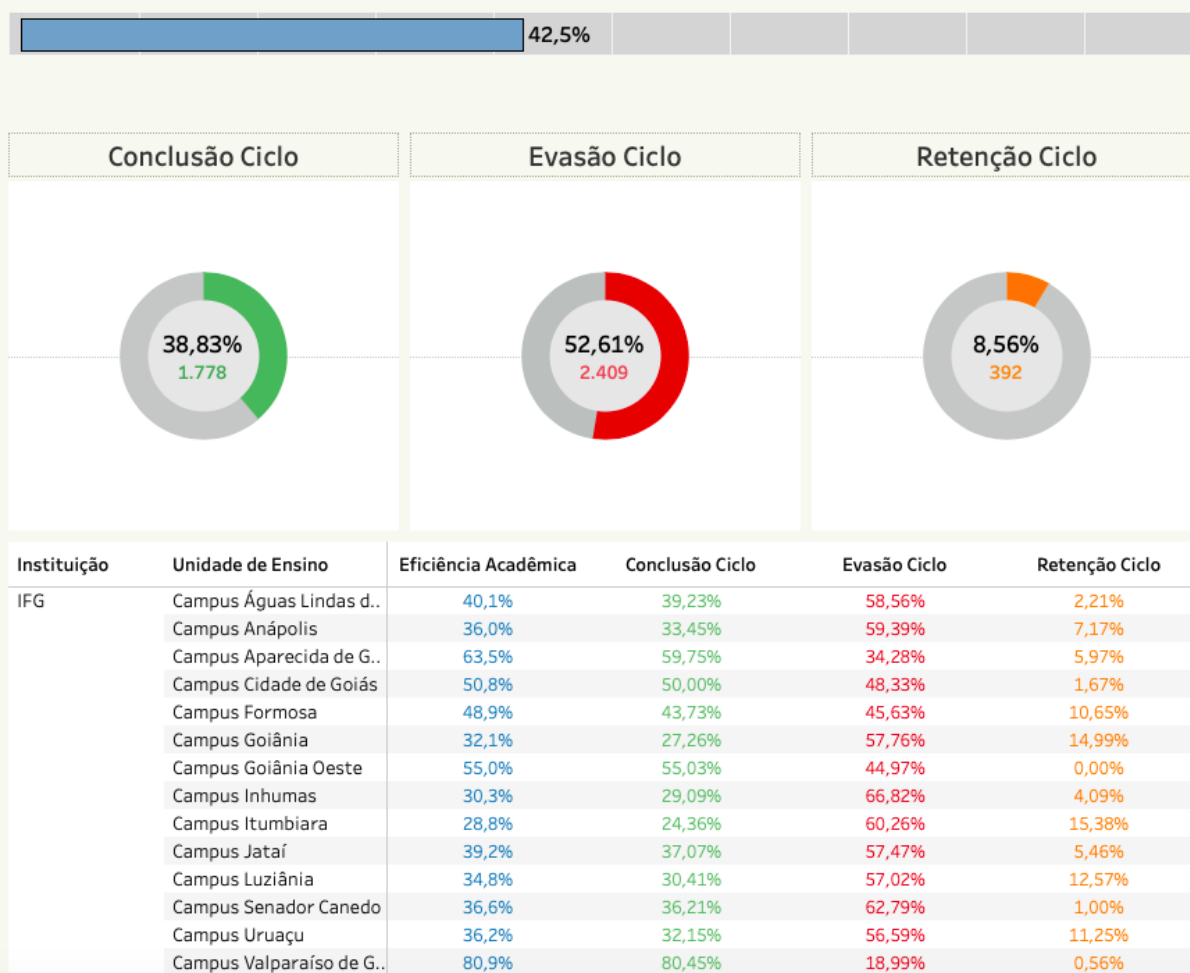 42,5%
Conclusão Ciclo Evasão Ciclo Retenção Ciclo
38,83% 52,61% 8,56%
1.778 2.409 392
Instituição Unidade de Ensino Eficiência Acadêmica Conclusão Ciclo Evasão Ciclo Retenção Ciclo
IFG Campus Águas Lindas d.. 40,1% 39,23% 58,56% 2,21%
Campus Anápolis 36,0% 33,45% 59,39% 7,17%
Campus Aparecida de G.. 63,5% 59,75% 34,28% 5,97%
Campus Cidade de Goiás 50,8% 50,00% 48,33% 1,67%
Campus Formosa 48,9% 43,73% 45,63% 10,65%
Campus Goiânia 32,1% 27,26% 57,76% 14,99%
Campus Goiânia Oeste 55,0% 55,03% 44,97% 0,00%
Campus Inhumas 30,3% 29,09% 66,82% 4,09%
Campus Itumbiara 28,8% 24,36% 60,26% 15,38%
Campus Jataí 39,2% 37,07% 57,47% 5,46%
Campus Luziânia 34,8% 30,41% 57,02% 12,57%
Campus Senador Canedo 36,6% 36,21% 62,79% 1,00%
Campus Uruaçu 36,2% 32,15% 56,59% 11,25%
Campus Valparaíso de G.. 80,9% 80,45% 18,99% 0,56%